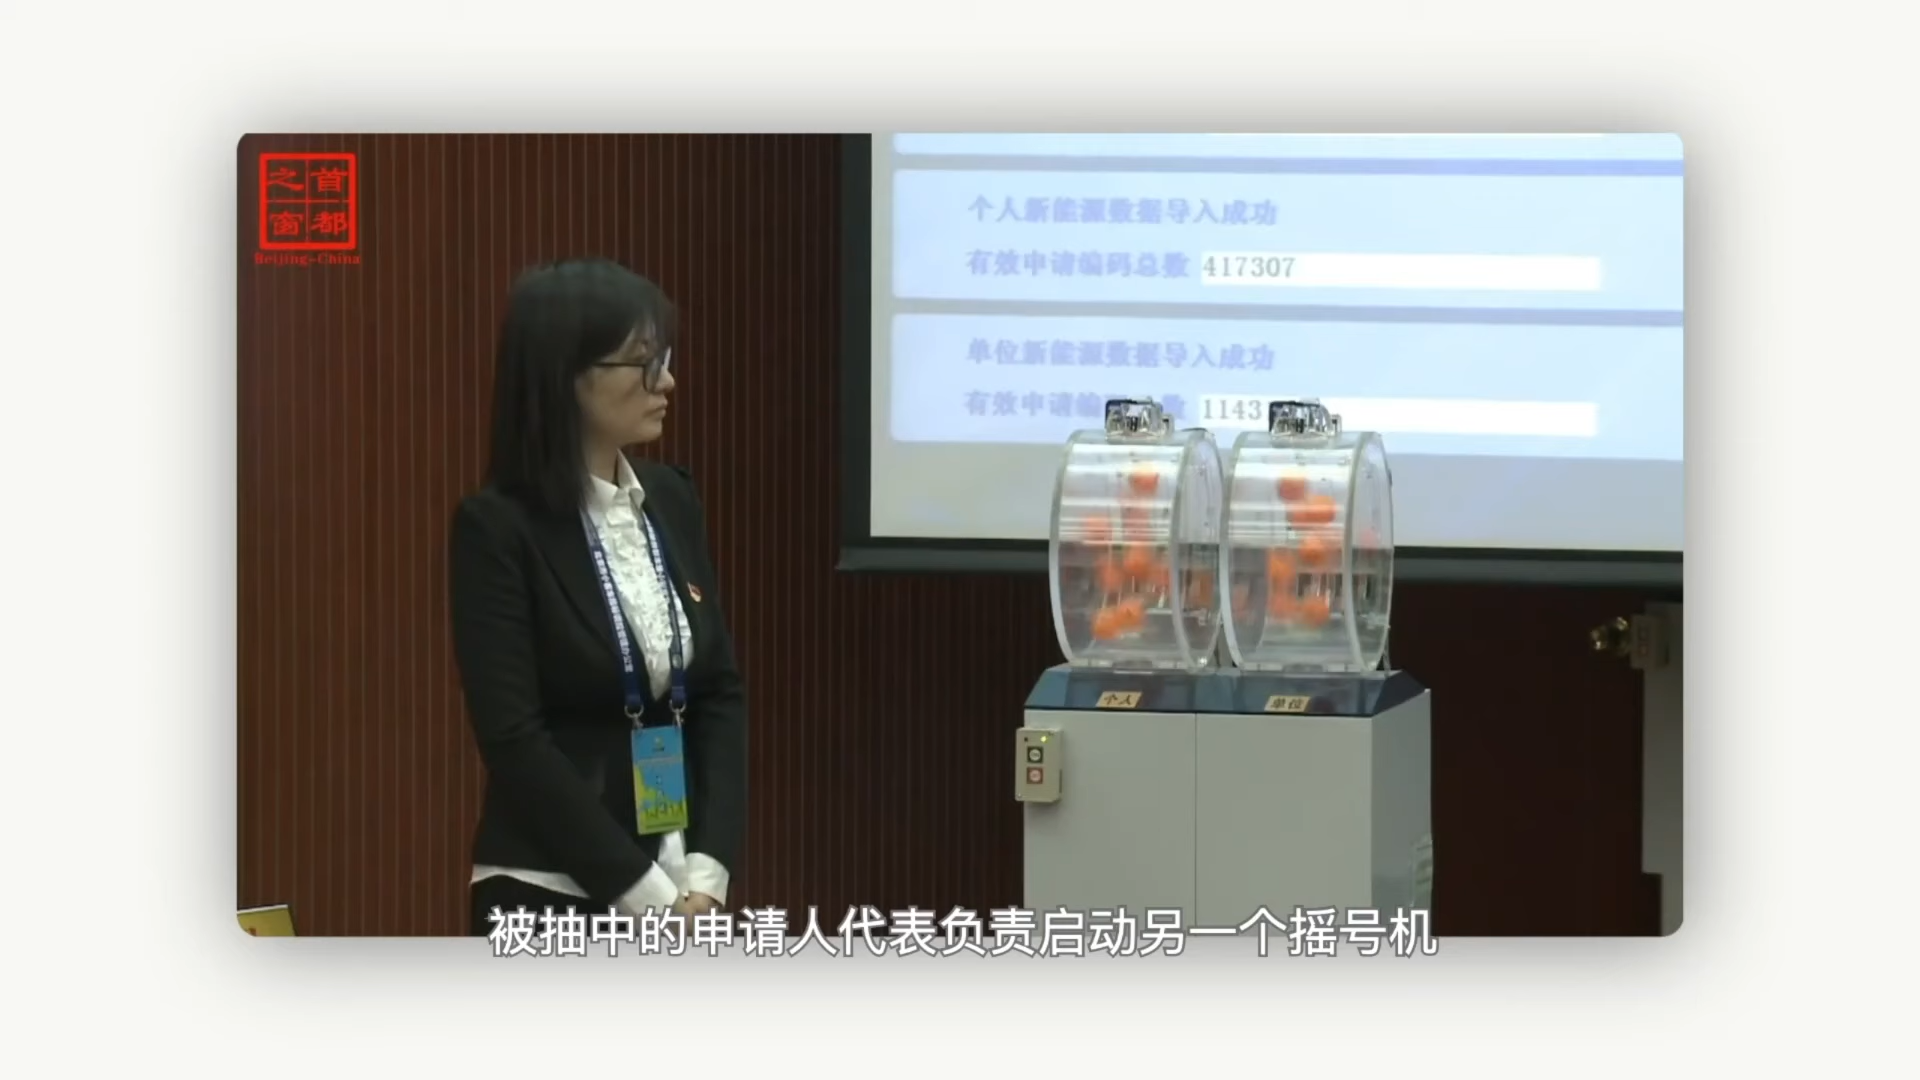 首都
之窗
Beijing-China
个人新能源数据导入成功
有效申请编码总数 417307
单位新能源数据导入成功
有效申请编 数 1143
个人
单位
被抽中的申请人代表负责启动另一个摇号机